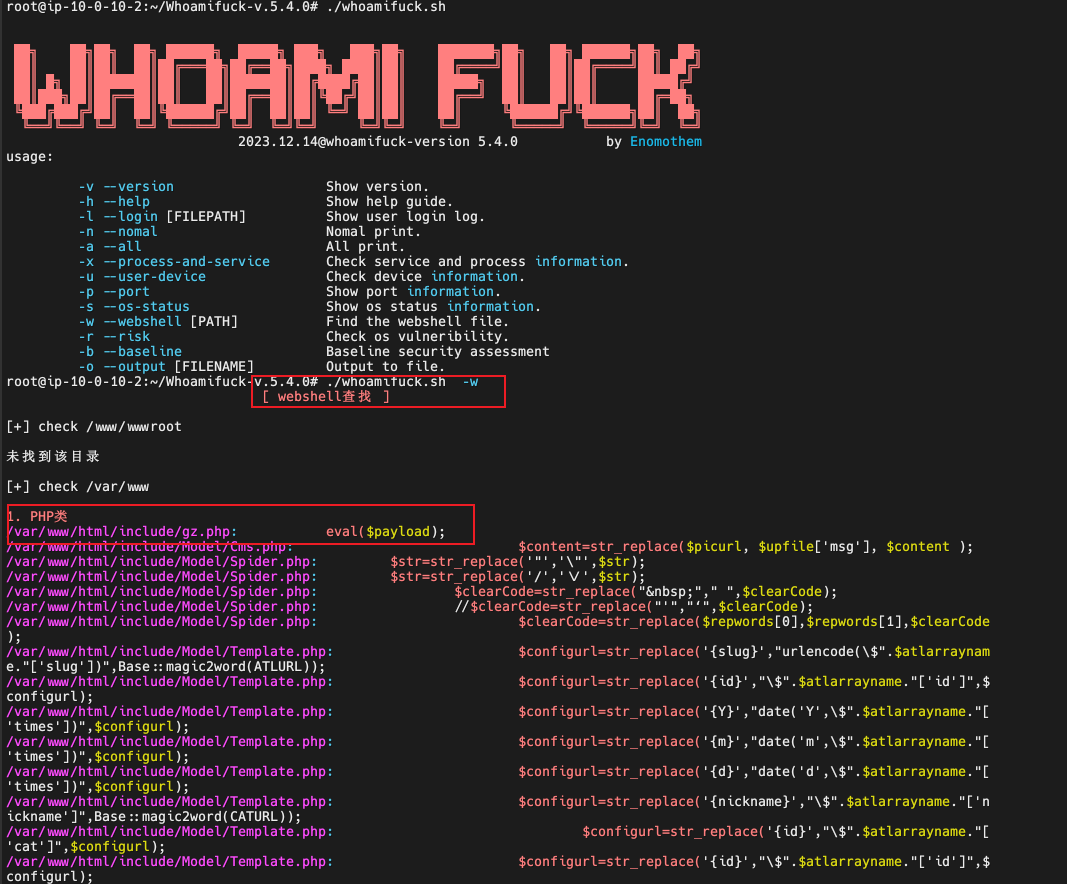 root@ip-10-0-10-2:~/Whoamifuck-v.5.4.0# ./whoamifuck.sh
WHOAMI FUCK
2023.12.14@whoamifuck-version 5.4.0 by Enomothem
usage:
-v --version Show version.
-h --help Show help guide.
-l --login [FILEPATH] Show user login log.
-n --nomal Nomal print.
-a --all All print.
-x --process-and-service Check service and process information.
-u --user-device Check device information.
-p --port Show port information.
-s --os-status Show os status information.
-w --webshell [PATH] Find the webshell file.
-r --risk Check os vulneribility.
-b --baseline Baseline security assessment
-o --output [FILENAME] Output to file.
root@ip-10-0-10-2:~/Whoamifuck-v.5.4.0# ./whoamifuck.sh -w
[ webshell查找 ]
[+] check /www/wwwroot
未找到该目录
[+] check /var/www
1. PHP类
/var/www/html/include/gz.php: eval($payload);
/var/www/html/include/Model/Cms.php: $content=str_replace($picurl, $upfile['msg'], $content );
/var/www/html/include/Model/Spider.php: $str=str_replace('"','\"',$str);
/var/www/html/include/Model/Spider.php: $str=str_replace('/','\/',$str);
/var/www/html/include/Model/Spider.php: $clearCode=str_replace("&nbsp;"," ",$clearCode);
/var/www/html/include/Model/Spider.php: //$clearCode=str_replace("'","‘",$clearCode);
/var/www/html/include/Model/Spider.php: $clearCode=str_replace($repwords[0],$repwords[1],$clearCode
);
/var/www/html/include/Model/Template.php: $configurl=str_replace('{slug}',"urlencode(\$".$atlarraynam
e."['slug'])",Base::magic2word(ATLURL));
/var/www/html/include/Model/Template.php: $configurl=str_replace('{id}',"\$".$atlarrayname."['id']",$
configurl);
/var/www/html/include/Model/Template.php: $configurl=str_replace('{Y}',"date('Y',\$".$atlarrayname."[
'times'])",$configurl);
/var/www/html/include/Model/Template.php: $configurl=str_replace('{m}',"date('m',\$".$atlarrayname."[
'times'])",$configurl);
/var/www/html/include/Model/Template.php: $configurl=str_replace('{d}',"date('d',\$".$atlarrayname."[
'times'])",$configurl);
/var/www/html/include/Model/Template.php: $configurl=str_replace('{nickname}',"\$".$atlarrayname."['n
ickname']",Base::magic2word(CATURL));
/var/www/html/include/Model/Template.php: $configurl=str_replace('{id}',"\$".$atlarrayname."[
'cat']",$configurl);
/var/www/html/include/Model/Template.php: $configurl=str_replace('{id}',"\$".$atlarrayname."['id']",$
configurl);